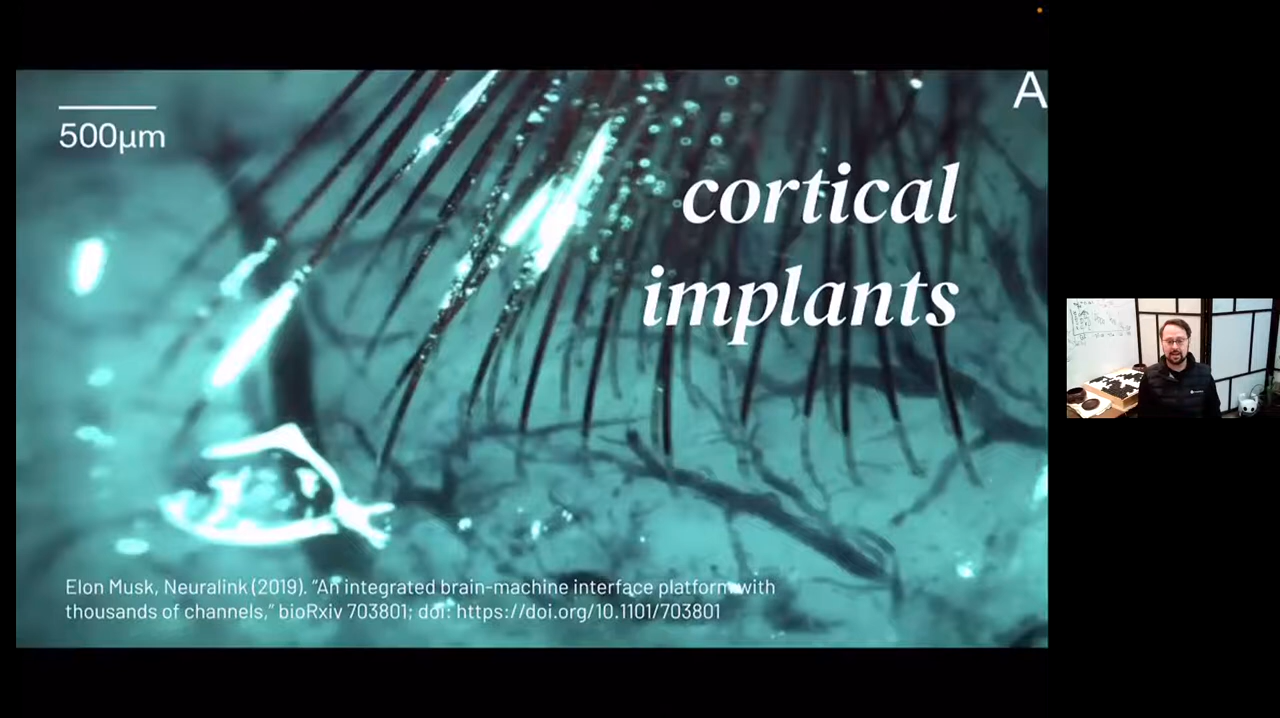 A
500μm
cortical
implants
Elon Musk, Neuralink (2019). "An integrated brain-machine interface platform with
thousands of channels," bioRxiv 703801; doi: https://doi.org/10.1101/703801